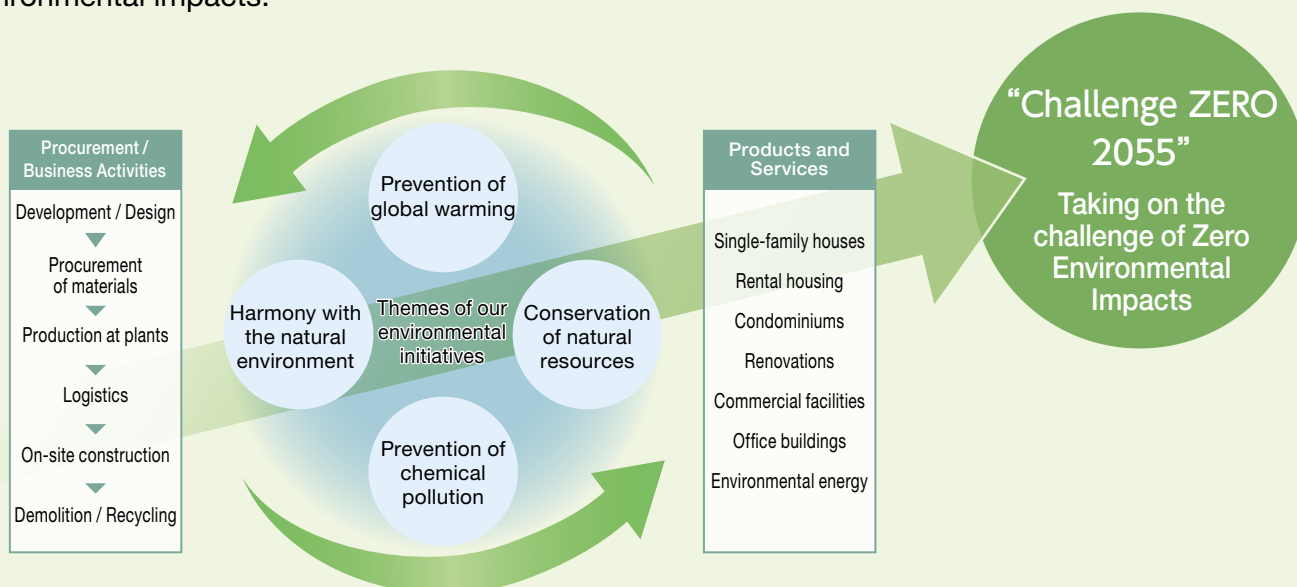 ironmental impacts.
Procurement /
Business Activities
Development / Design
Procurement
of materials
Production at plants
Logistics
On-site construction
Demolition / Recycling
Prevention of
global warming
Harmony with
the natural
environment
Themes of our
environmental
initiatives
Conservation
of natural
resources
Prevention of
chemical
pollution
Products and
Services
Single-family houses
Rental housing
Condominiums
Renovations
Commercial facilities
Office buildings
Environmental energy
“Challenge ZERO
2055”
Taking on the
challenge of Zero
Environmental
Impacts